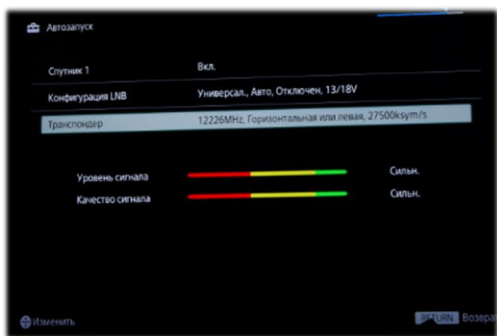 Автозапуск
Спутник 1 Вкл.
Конфигурация LNB Универсал., Авто, Отключен, 13/18V
Транспондер 12226MHz, Горизонтальная или левая, 27500ksym/s
Уровень сигнала Сильн.
Качество сигнала Сильн.
Изменить RETURN Возвра